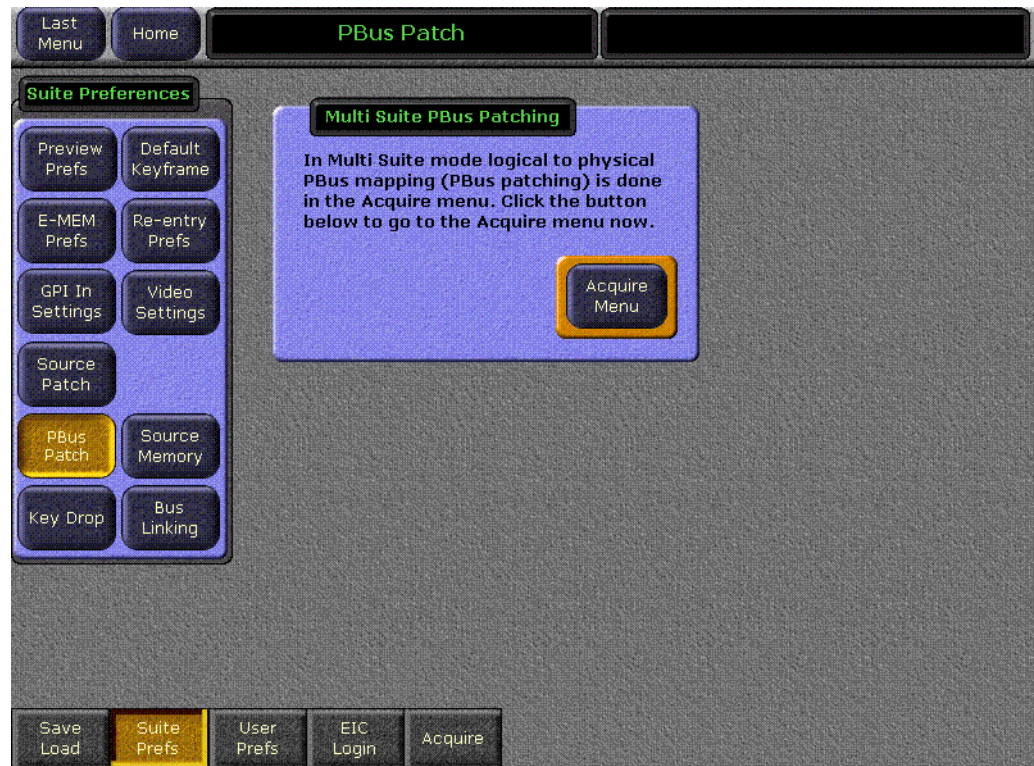 Last
Menu
Home
PBus Patch
Suite Preferences
Preview
Prefs
Default
Keyframe
E-MEM
Prefs
Re-entry
Prefs
GPI In
Settings
Video
Settings
Source
Patch
PBus
Patch
Source
Memory
Key Drop
Bus
Linking
Multi Suite PBus Patching
In Multi Suite mode logical to physical
PBus mapping (PBus patching) is done
in the Acquire menu. Click the button
below to go to the Acquire menu now.
Acquire
Menu
Save
Load
Suite
Prefs
User
Prefs
EIC
Login
Acquire